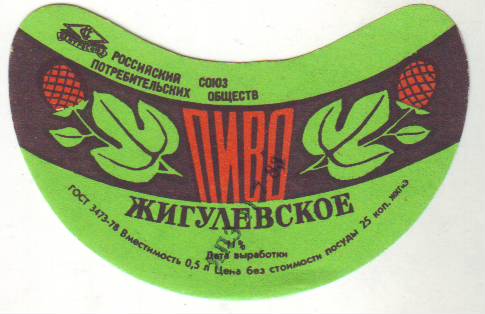 РОССИЙСКИЙ СОЮЗ
ПОТРЕБИТЕЛЬСКИХ ОБЩЕСТВ
ПИВО
ЖИГУЛЕВСКОЕ
11%
Дата выработки
ГОСТ 3473-78 Вместимость 0,5 л Цена без стоимости посуды 25 коп.